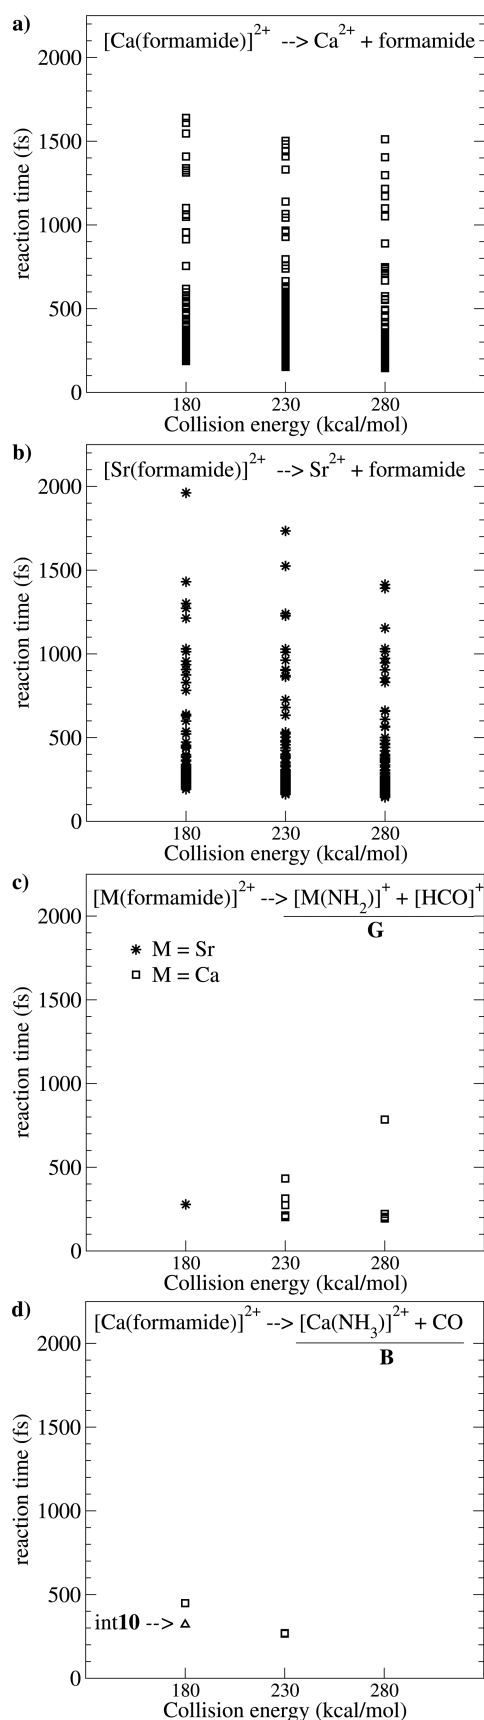 a)
[Ca(formamide)]²⁺ --> Ca²⁺ + formamide
2000
1500
1000
500
0
reaction time (fs)
180 230 280
Collision energy (kcal/mol)
b)
[Sr(formamide)]²⁺ --> Sr²⁺ + formamide
2000
1500
1000
500
0
reaction time (fs)
180 230 280
Collision energy (kcal/mol)
c)
[M(formamide)]²⁺ --> [M(NH₂)]⁺ + [HCO]⁺
G
M = Sr
M = Ca
2000
1500
1000
500
0
reaction time (fs)
180 230 280
Collision energy (kcal/mol)
d)
[Ca(formamide)]²⁺ --> [Ca(NH₃)]²⁺ + CO
B
2000
1500
1000
500
0
reaction time (fs)
int10 -->
180 230 280
Collision energy (kcal/mol)